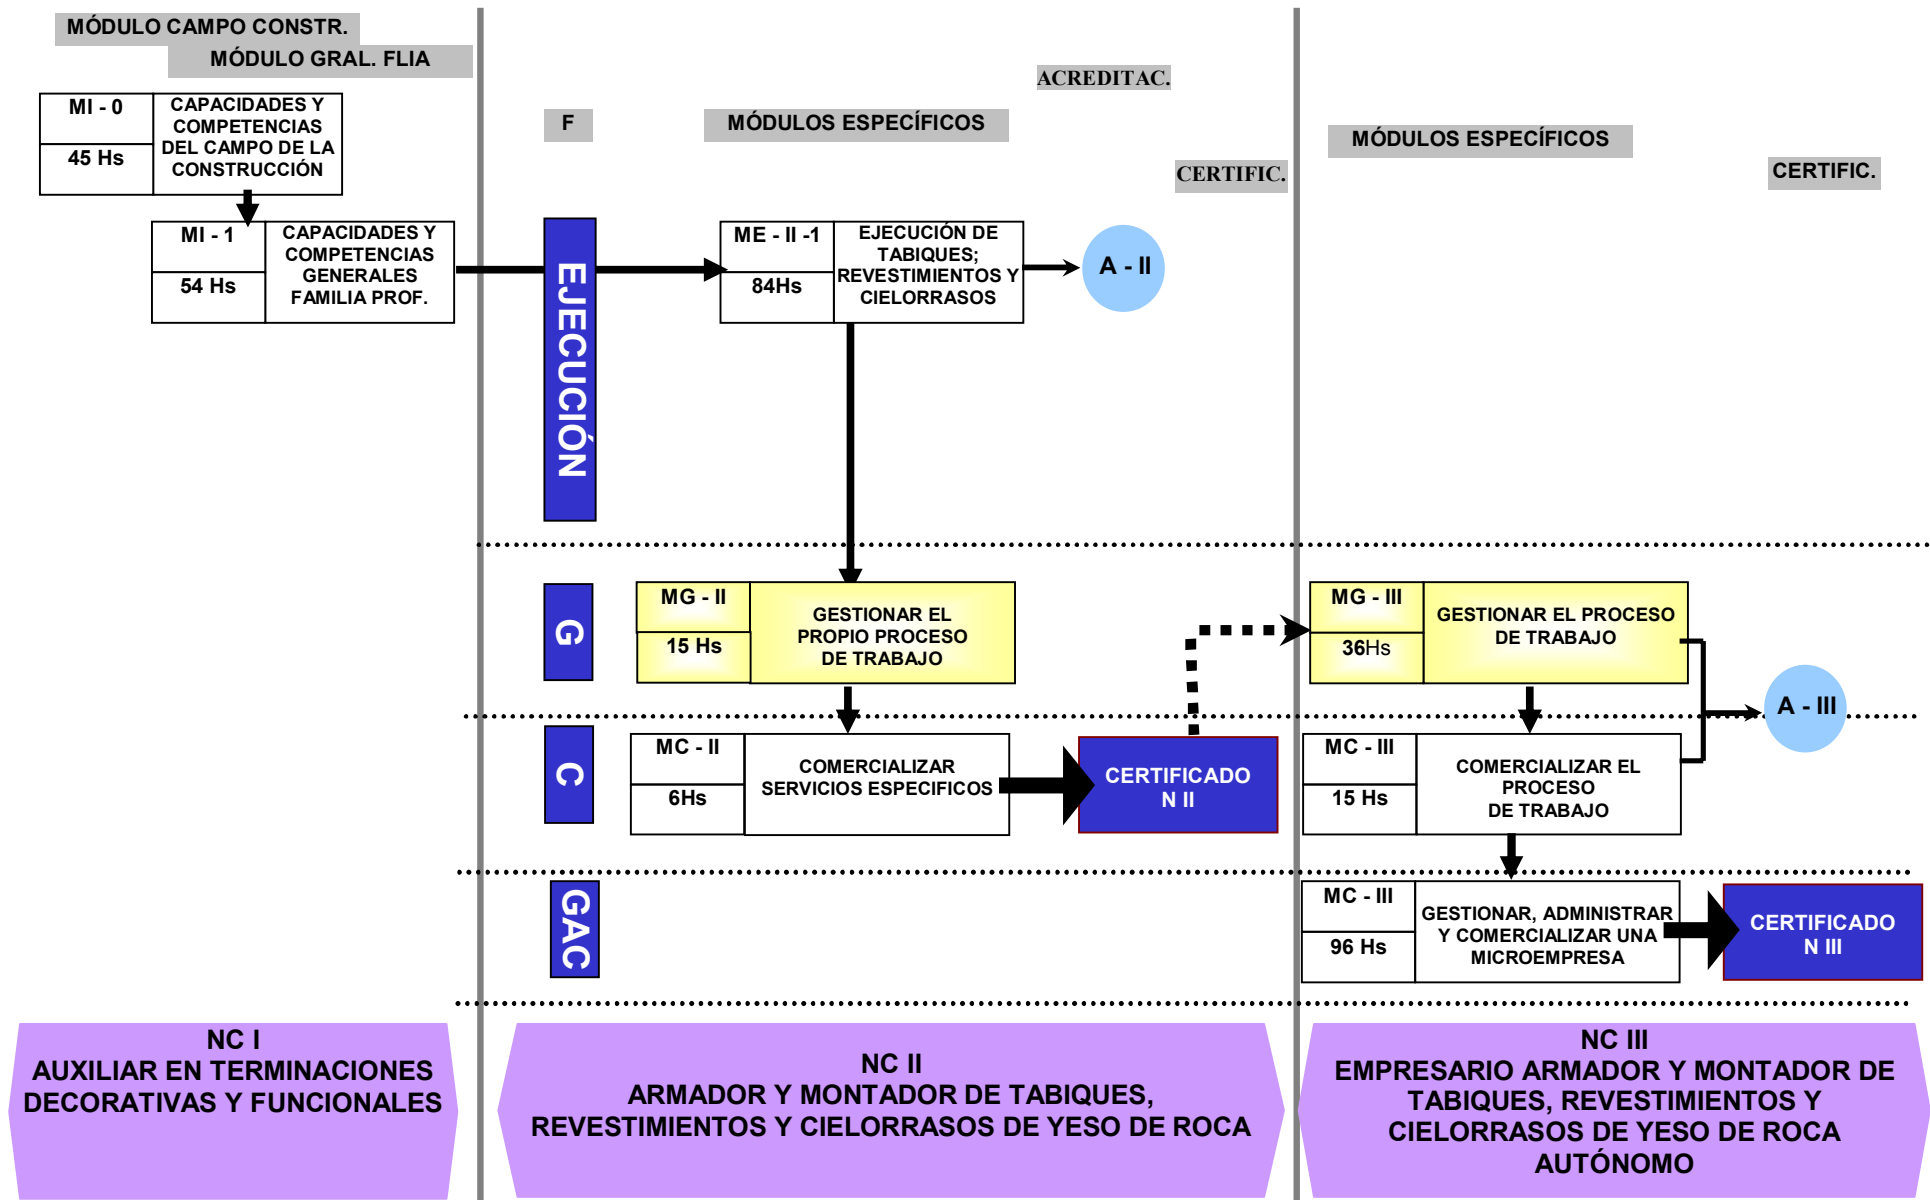 MÓDULO CAMPO CONSTR.
MÓDULO GRAL. FLIA
MI - 0
45 Hs
CAPACIDADES Y
COMPETENCIAS
DEL CAMPO DE LA
CONSTRUCCIÓN
MI - 1
54 Hs
CAPACIDADES Y
COMPETENCIAS
GENERALES
FAMILIA PROF.
F
MÓDULOS ESPECÍFICOS
ACREDITAC.
CERTIFIC.
EJECUCIÓN
ME - II -1
84Hs
EJECUCIÓN DE
TABIQUES;
REVESTIMIENTOS Y
CIELORRASOS
A - II
G
MG - II
15 Hs
GESTIONAR EL
PROPIO PROCESO
DE TRABAJO
C
MC - II
6Hs
COMERCIALIZAR
SERVICIOS ESPECIFICOS
CERTIFICADO
N II
GAC
MÓDULOS ESPECÍFICOS
CERTIFIC.
MG - III
36Hs
GESTIONAR EL PROCESO
DE TRABAJO
A - III
MC - III
15 Hs
COMERCIALIZAR EL
PROCESO
DE TRABAJO
MC - III
96 Hs
GESTIONAR, ADMINISTRAR
Y COMERCIALIZAR UNA
MICROEMPRESA
CERTIFICADO
N III
NC I
AUXILIAR EN TERMINACIONES
DECORATIVAS Y FUNCIONALES
NC II
ARMADOR Y MONTADOR DE TABIQUES,
REVESTIMIENTOS Y CIELORRASOS DE YESO DE ROCA
NC III
EMPRESARIO ARMADOR Y MONTADOR DE
TABIQUES, REVESTIMIENTOS Y
CIELORRASOS DE YESO DE ROCA
AUTÓNOMO